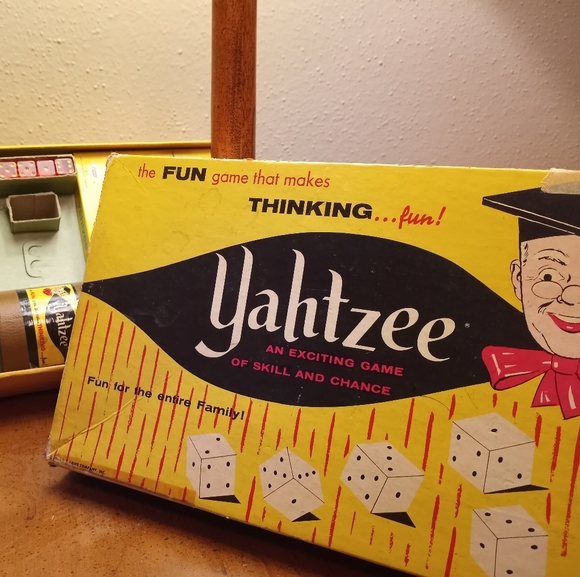 the FUN game that makes
THINKING...fun!
Yahtzee
AN EXCITING GAME
OF SKILL AND CHANCE
Fun for the entire Family!
Yahtzee